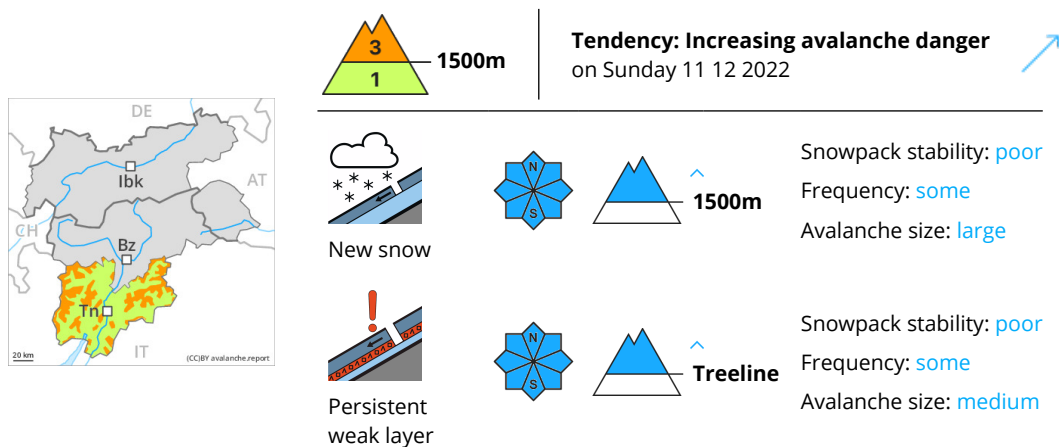 3
1
1500m
Tendency: Increasing avalanche danger
on Sunday 11 12 2022
DE
Ibk
AT
CH
Bz
Tn
IT
20 km
(CC)BY avalanche.report
New snow
N
S
1500m
Snowpack stability: poor
Frequency: some
Avalanche size: large
Persistent
weak layer
N
S
Treeline
Snowpack stability: poor
Frequency: some
Avalanche size: medium